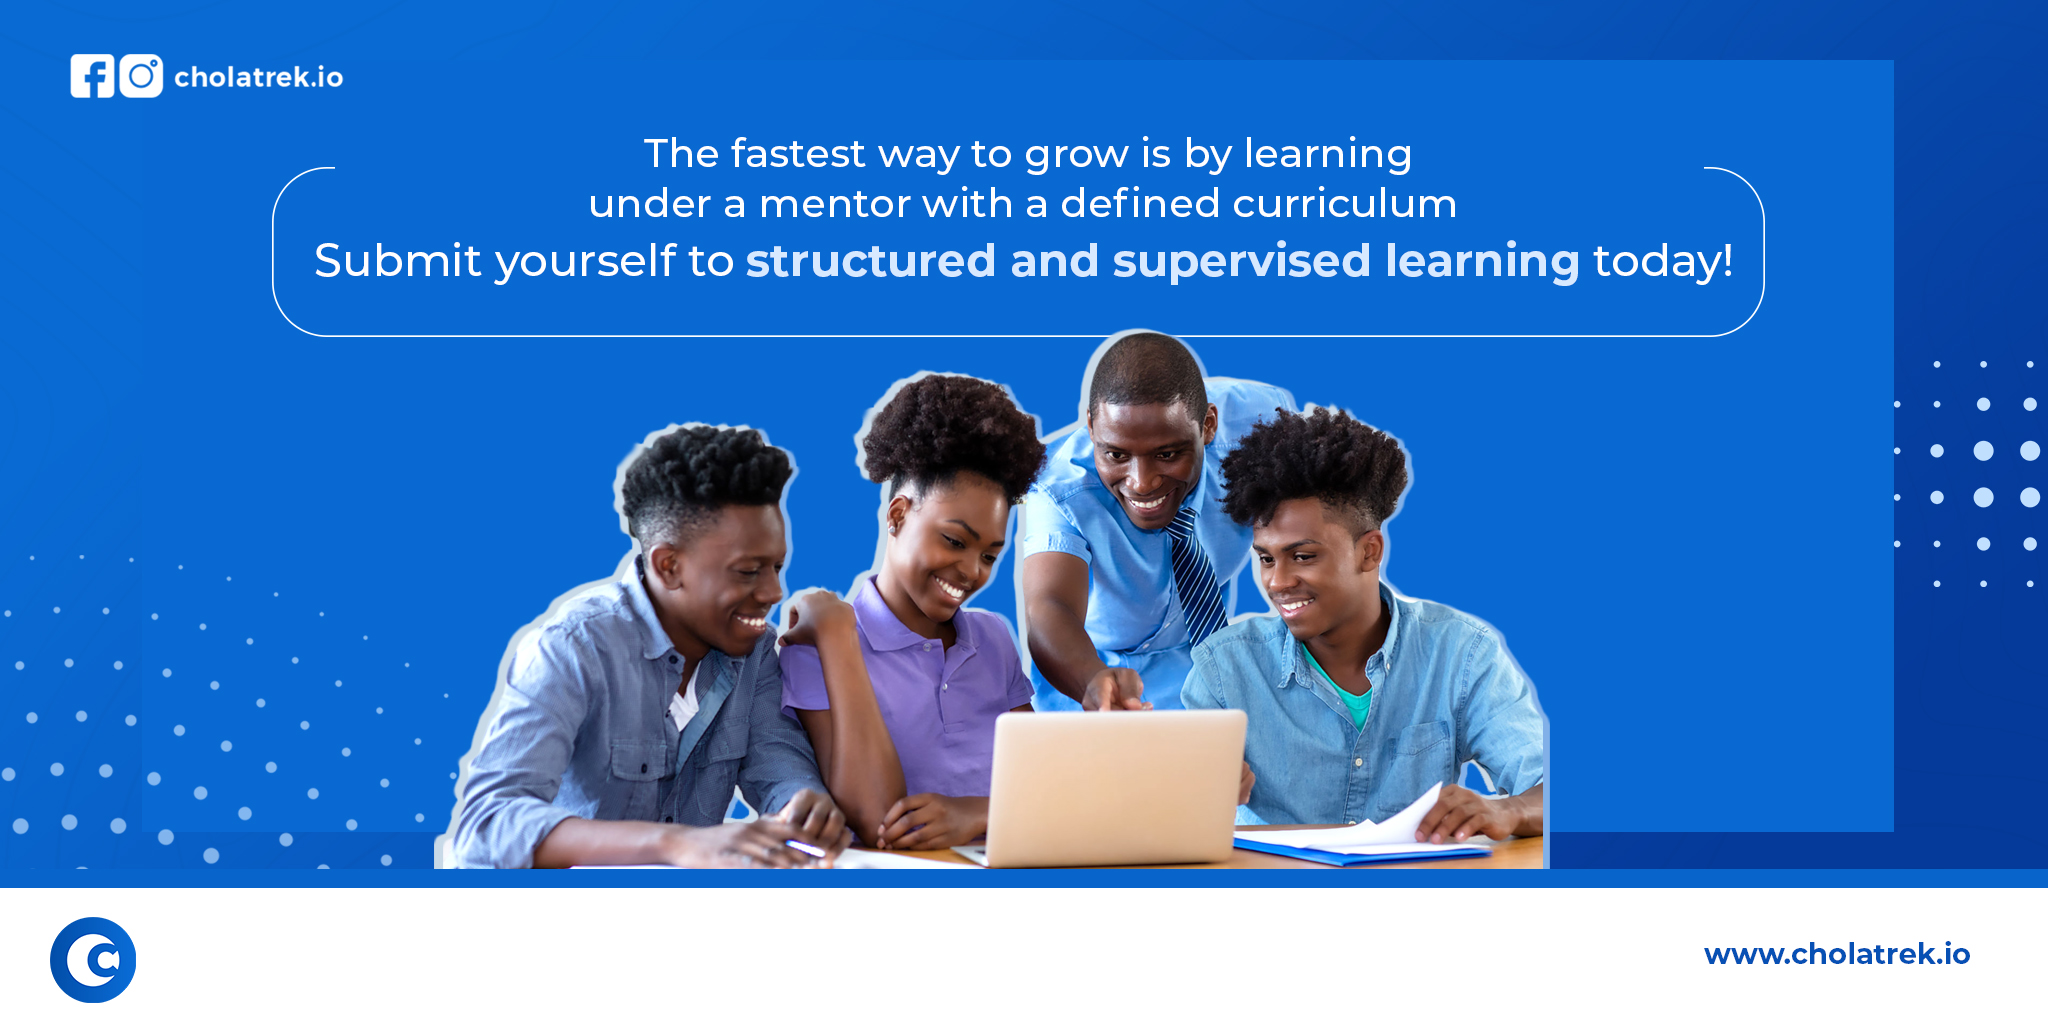 cholatrek.io
The fastest way to grow is by learning
under a mentor with a defined curriculum
Submit yourself to structured and supervised learning today!
www.cholatrek.io